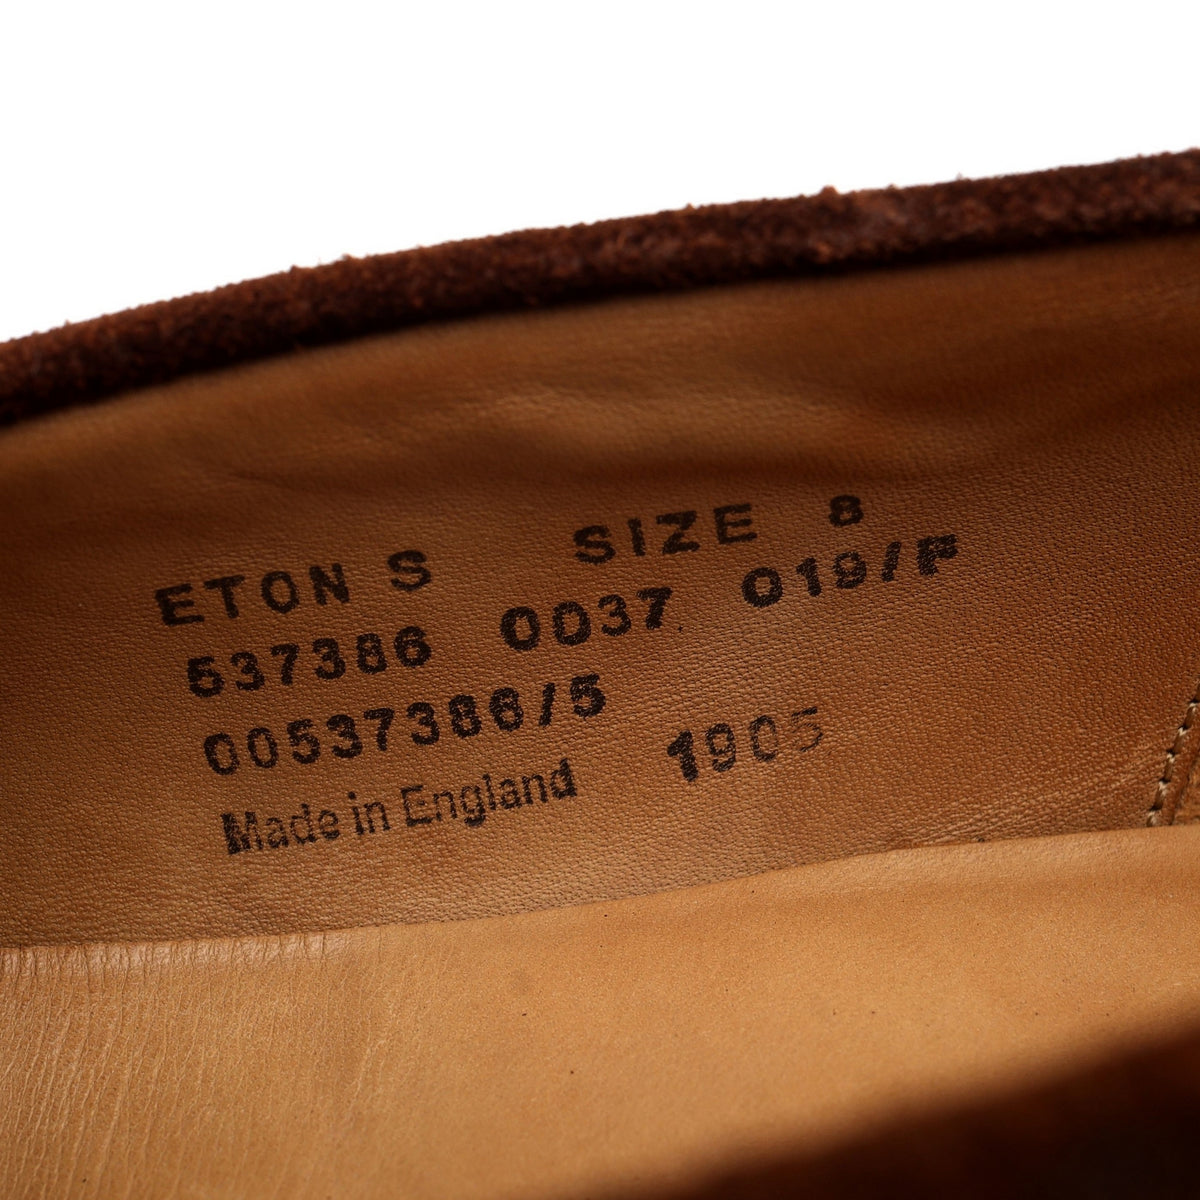 ETON S SIZE 8
537386 0037 019/F
00537386/5
Made in England 1905